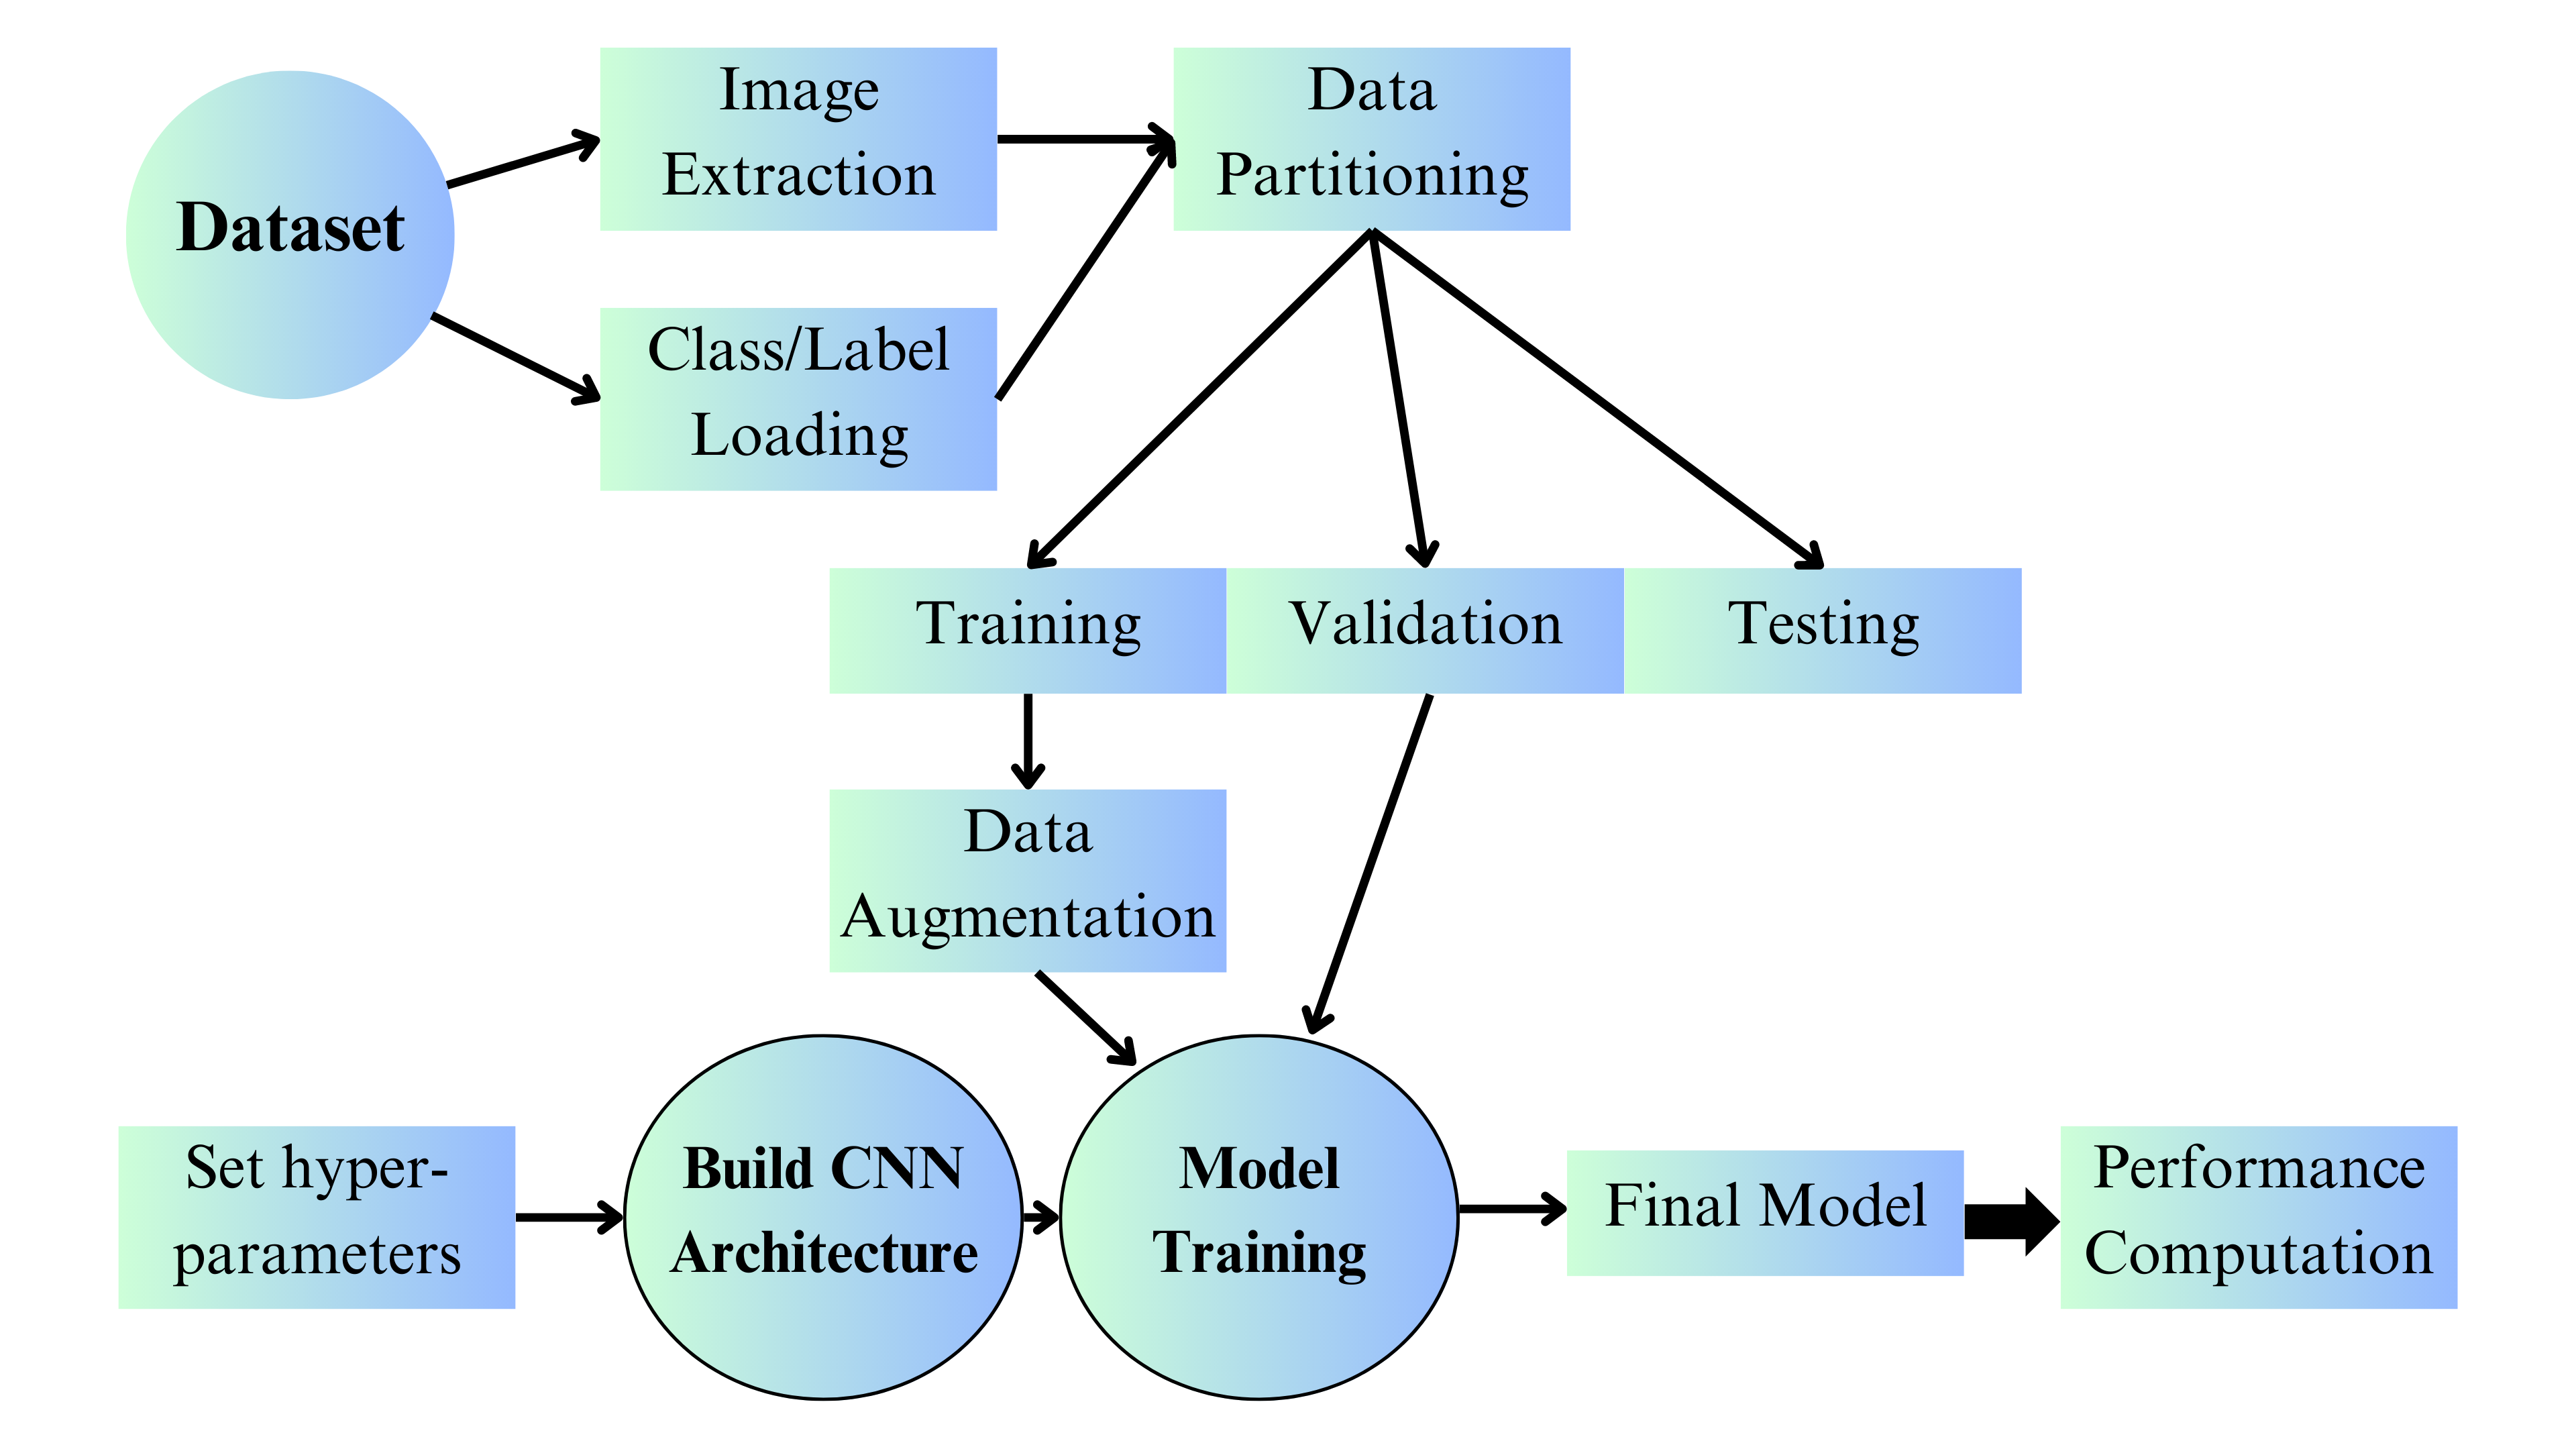 Dataset
Image
Extraction
Class/Label
Loading
Data
Partitioning
Training
Validation
Testing
Data
Augmentation
Set hyper-
parameters
Build CNN
Architecture
Model
Training
Final Model
Performance
Computation